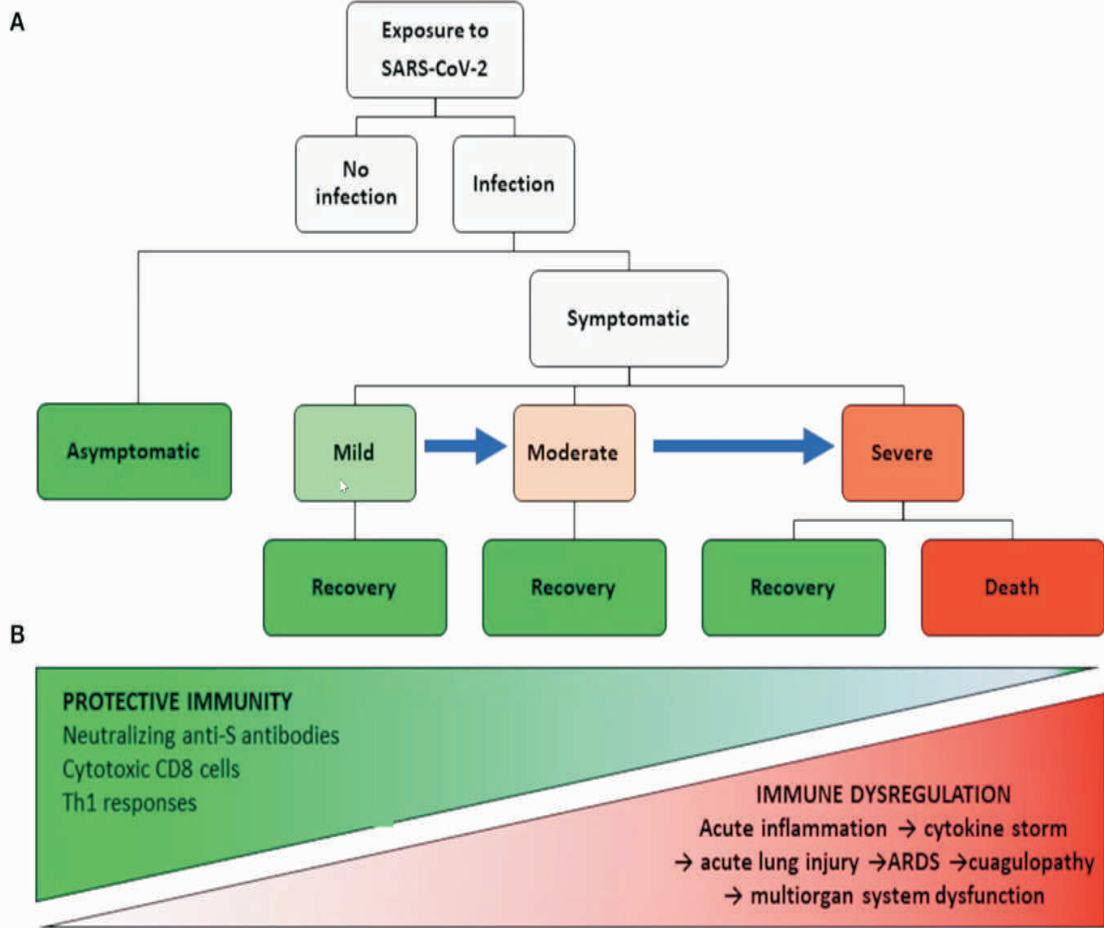 A
Exposure to
SARS-CoV-2
No
infection
Infection
Symptomatic
Asymptomatic
Mild
Moderate
Severe
Recovery
Recovery
Recovery
Death
B
PROTECTIVE IMMUNITY
Neutralizing anti-S antibodies
Cytotoxic CD8 cells
Th1 responses
IMMUNE DYSREGULATION
Acute inflammation → cytokine storm
→ acute lung injury →ARDS →cuagulopathy
→ multiorgan system dysfunction